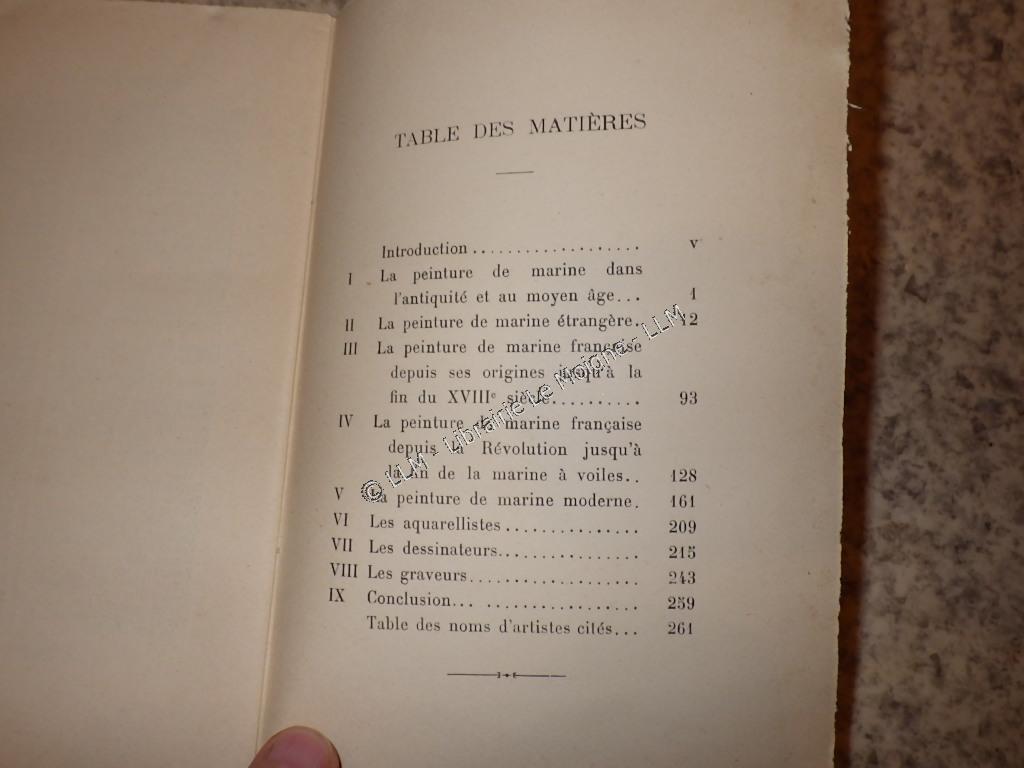 TABLE DES MATIÈRES
Introduction ................... v
I La peinture de marine dans
l'antiquité et au moyen âge... 1
II La peinture de marine étrangère.. 12
III La peinture de marine française
depuis ses origines jusqu'à la
fin du XVIIIe siècle.......... 93
IV La peinture de marine française
depuis la Révolution jusqu'à
la fin de la marine à voiles.. 128
V La peinture de marine moderne. 161
VI Les aquarellistes ............... 209
VII Les dessinateurs................ 215
VIII Les graveurs................... 243
IX Conclusion... ................ 259
Table des noms d'artistes cités... 261
© LLM - Librairie Le Moigne - LLM